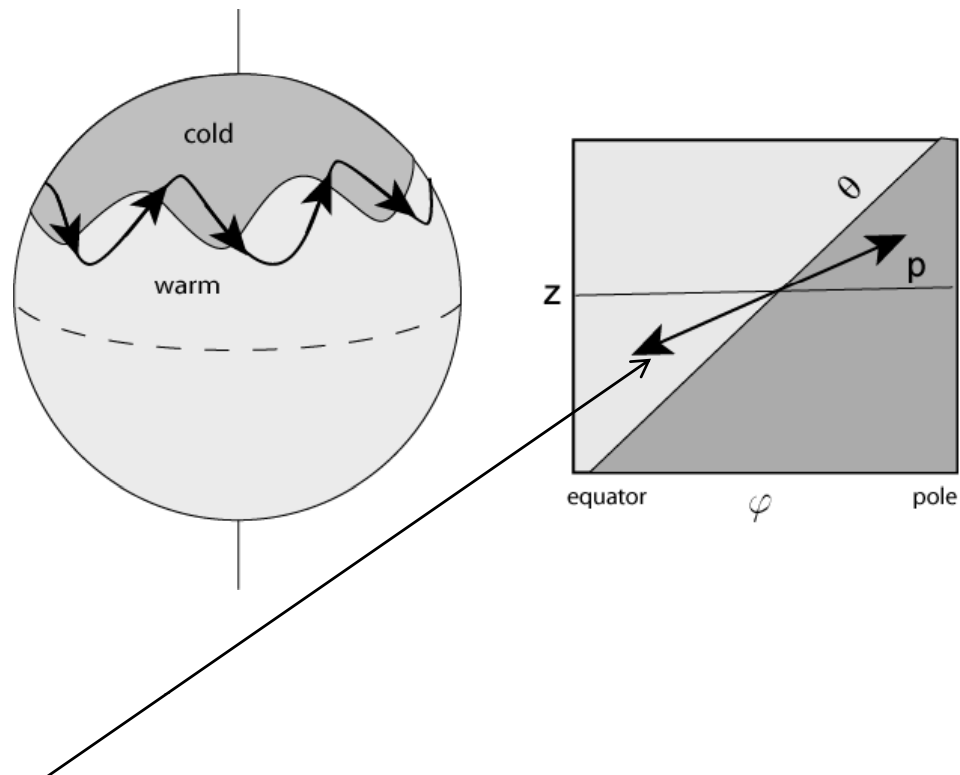 cold
warm
θ
p
z
equator
φ
pole